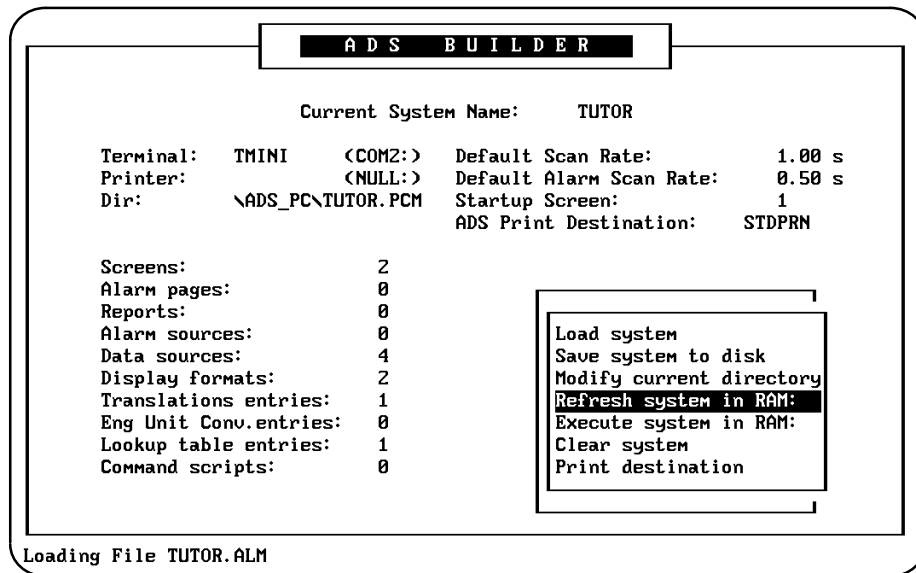 ADS BUILDER
Current System Name: TUTOR
Terminal: TMINI (COM2:) Default Scan Rate: 1.00 s
Printer: (NULL:) Default Alarm Scan Rate: 0.50 s
Dir: \ADS_PC\TUTOR.PCM Startup Screen: 1
ADS Print Destination: STDPRN
Screens: 2
Alarm pages: 0
Reports: 0
Alarm sources: 0
Data sources: 4
Display formats: 2
Translations entries: 1
Eng Unit Conv.entries: 0
Lookup table entries: 1
Command scripts: 0
Load system
Save system to disk
Modify current directory
Refresh system in RAM:
Execute system in RAM:
Clear system
Print destination
Loading File TUTOR.ALM